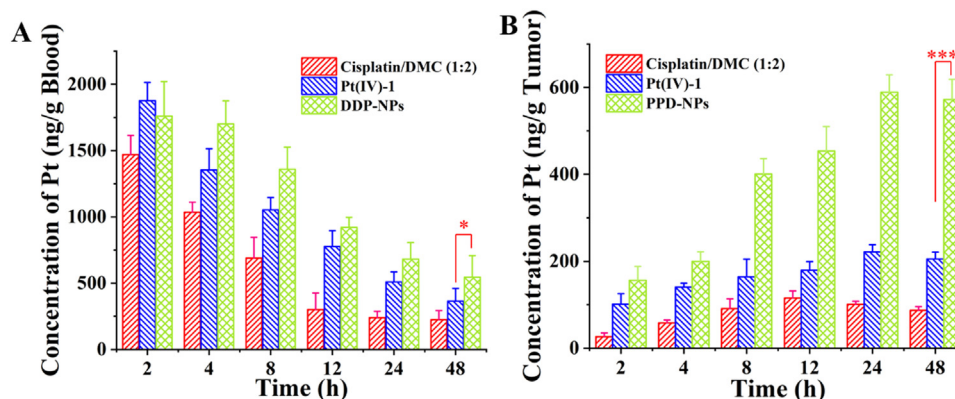 A
Concentration of Pt (ng/g Blood)
2000
1500
1000
500
0
Cisplatin/DMC (1:2)
Pt(IV)-1
DDP-NPs
*
2 4 8 12 24 48
Time (h)
B
Concentration of Pt (ng/g Tumor)
600
400
200
0
Cisplatin/DMC (1:2)
Pt(IV)-1
PPD-NPs
***
2 4 8 12 24 48
Time (h)